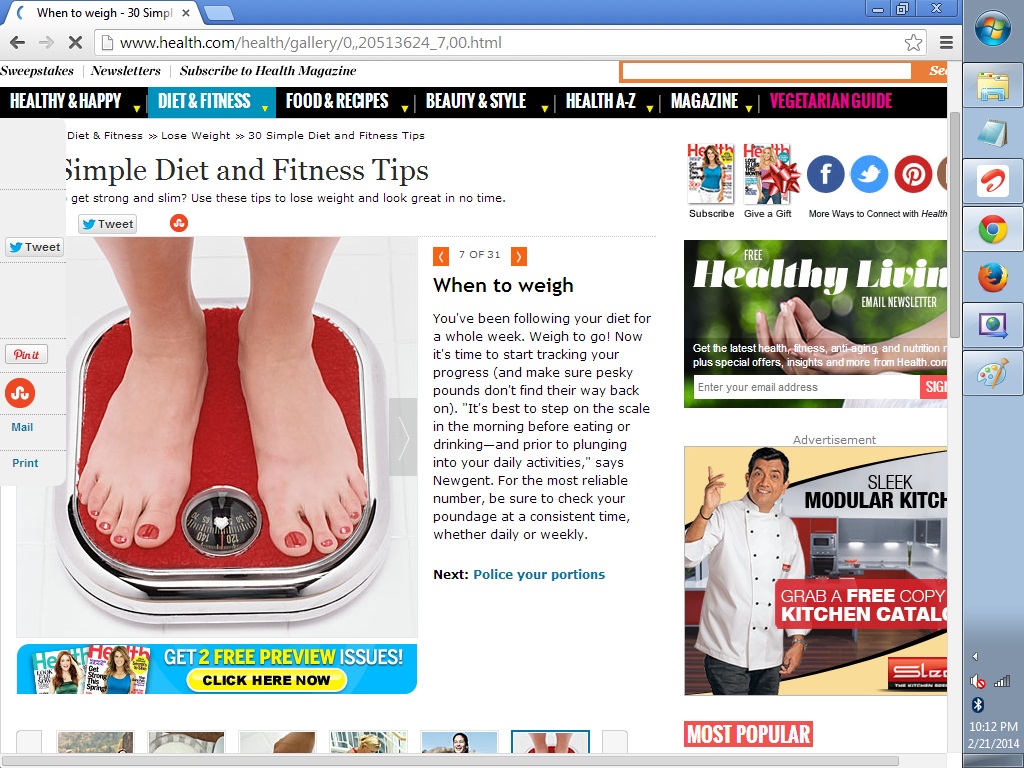 When to weigh - 30 Simpl
www.health.com/health/gallery/0,,20513624_7,00.html
Sweepstakes | Newsletters | Subscribe to Health Magazine
Se
HEALTHY & HAPPY | DIET & FITNESS FOOD & RECIPES | BEAUTY & STYLE | HEALTH A-Z | MAGAZINE | VEGETARIAN GUIDE
Diet & Fitness >> Lose Weight >> 30 Simple Diet and Fitness Tips
Simple Diet and Fitness Tips
get strong and slim? Use these tips to lose weight and look great in no time.
Tweet
Tweet
Pin it
Mail
Print
7 OF 31
When to weigh
You've been following your diet for
a whole week. Weigh to go! Now
it's time to start tracking your
progress (and make sure pesky
pounds don't find their way back
on). "It's best to step on the scale
in the morning before eating or
drinking—and prior to plunging
into your daily activities," says
Newgent. For the most reliable
number, be sure to check your
poundage at a consistent time,
whether daily or weekly.
Next: Police your portions
140 120
Health Health
GET 2 FREE PREVIEW ISSUES!
CLICK HERE NOW
Health Health
Subscribe Give a Gift More Ways to Connect with Health
FREE
Healthy Livin
EMAIL NEWSLETTER
Get the latest health, fitness, anti-aging, and nutrition n
plus special offers, insights and more from Health.com
Enter your email address SIG
Advertisement
SLEEK
MODULAR KITCH
GRAB A FREE COPY
KITCHEN CATALO
Slee
THE KITCHEN SPE
MOST POPULAR
10:12 PM
2/21/2014